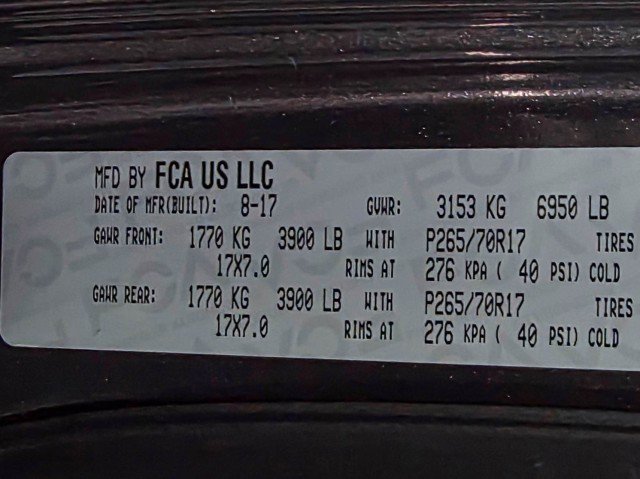 MFD BY FCA US LLC
DATE OF MFR(BUILT): 8-17 GVWR: 3153 KG 6950 LB
GAWR FRONT: 1770 KG 3900 LB WITH P265/70R17 TIRES
17X7.0 RIMS AT 276 KPA ( 40 PSI) COLD
GAWR REAR: 1770 KG 3900 LB WITH P265/70R17 TIRES
17X7.0 RIMS AT 276 KPA ( 40 PSI) COLD